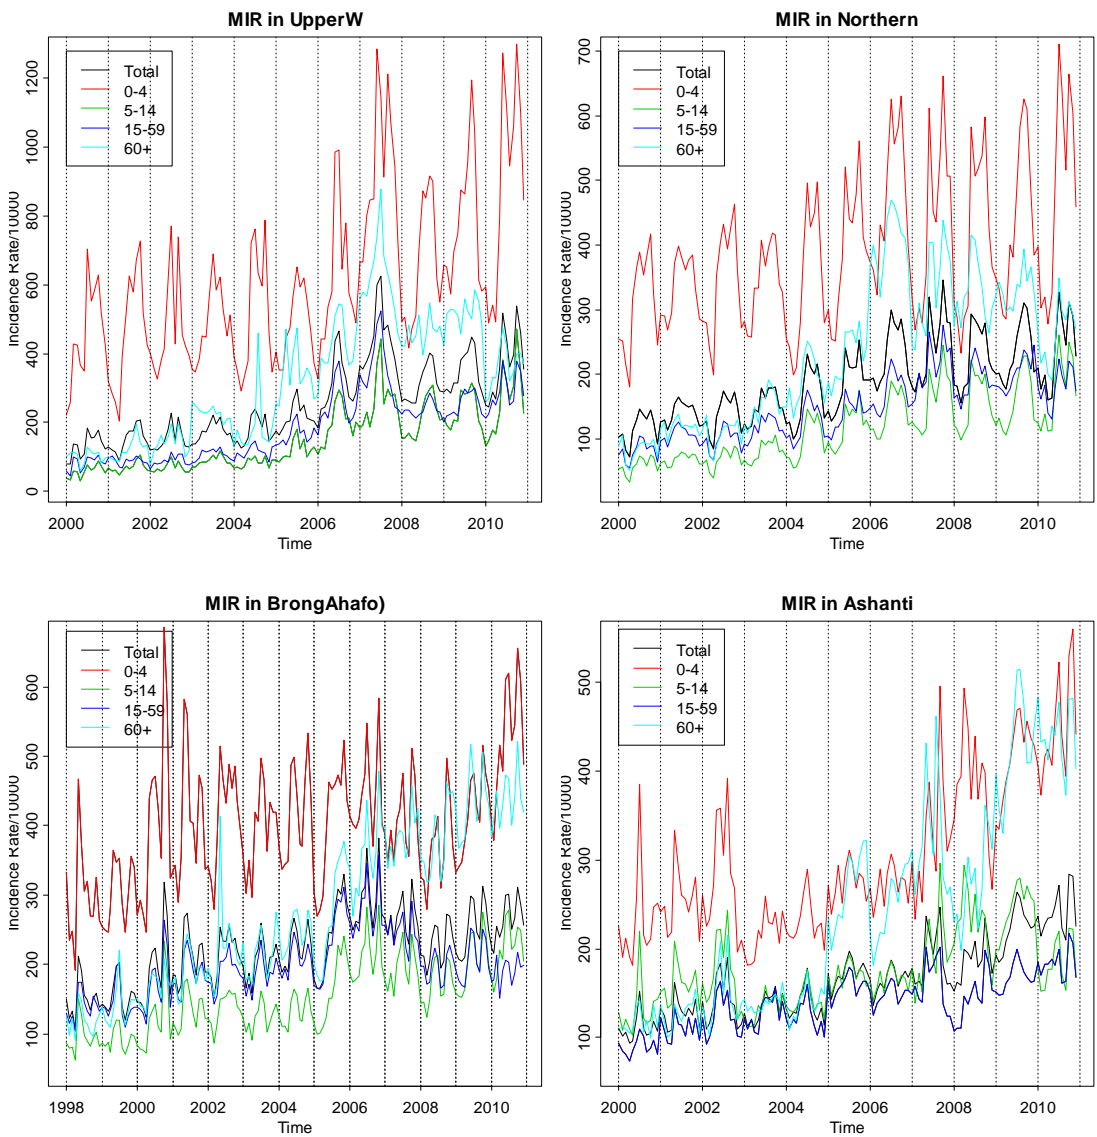 MIR in UpperW
Incidence Rate/10000
0 200 400 600 800 1000 1200
Total
0-4
5-14
15-59
60+
2000 2002 2004 2006 2008 2010
Time
MIR in Northern
Incidence Rate/10000
100 200 300 400 500 600 700
Total
0-4
5-14
15-59
60+
2000 2002 2004 2006 2008 2010
Time
MIR in BrongAhafo)
Incidence Rate/10000
100 200 300 400 500 600
Total
0-4
5-14
15-59
60+
1998 2000 2002 2004 2006 2008 2010
Time
MIR in Ashanti
Incidence Rate/10000
100 200 300 400 500
Total
0-4
5-14
15-59
60+
2000 2002 2004 2006 2008 2010
Time